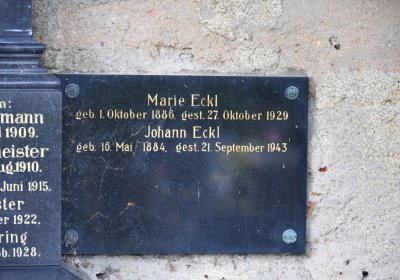 n:
mann
i 1909.
eister
ug.1910.
Juni 1915.
ster
er 1922.
ring
b. 1928.
Marie Eckl
geb. 1. Oktober 1886, gest. 27. Oktober 1929
Johann Eckl
geb. 16. Mai 1884, gest. 21. September 1943